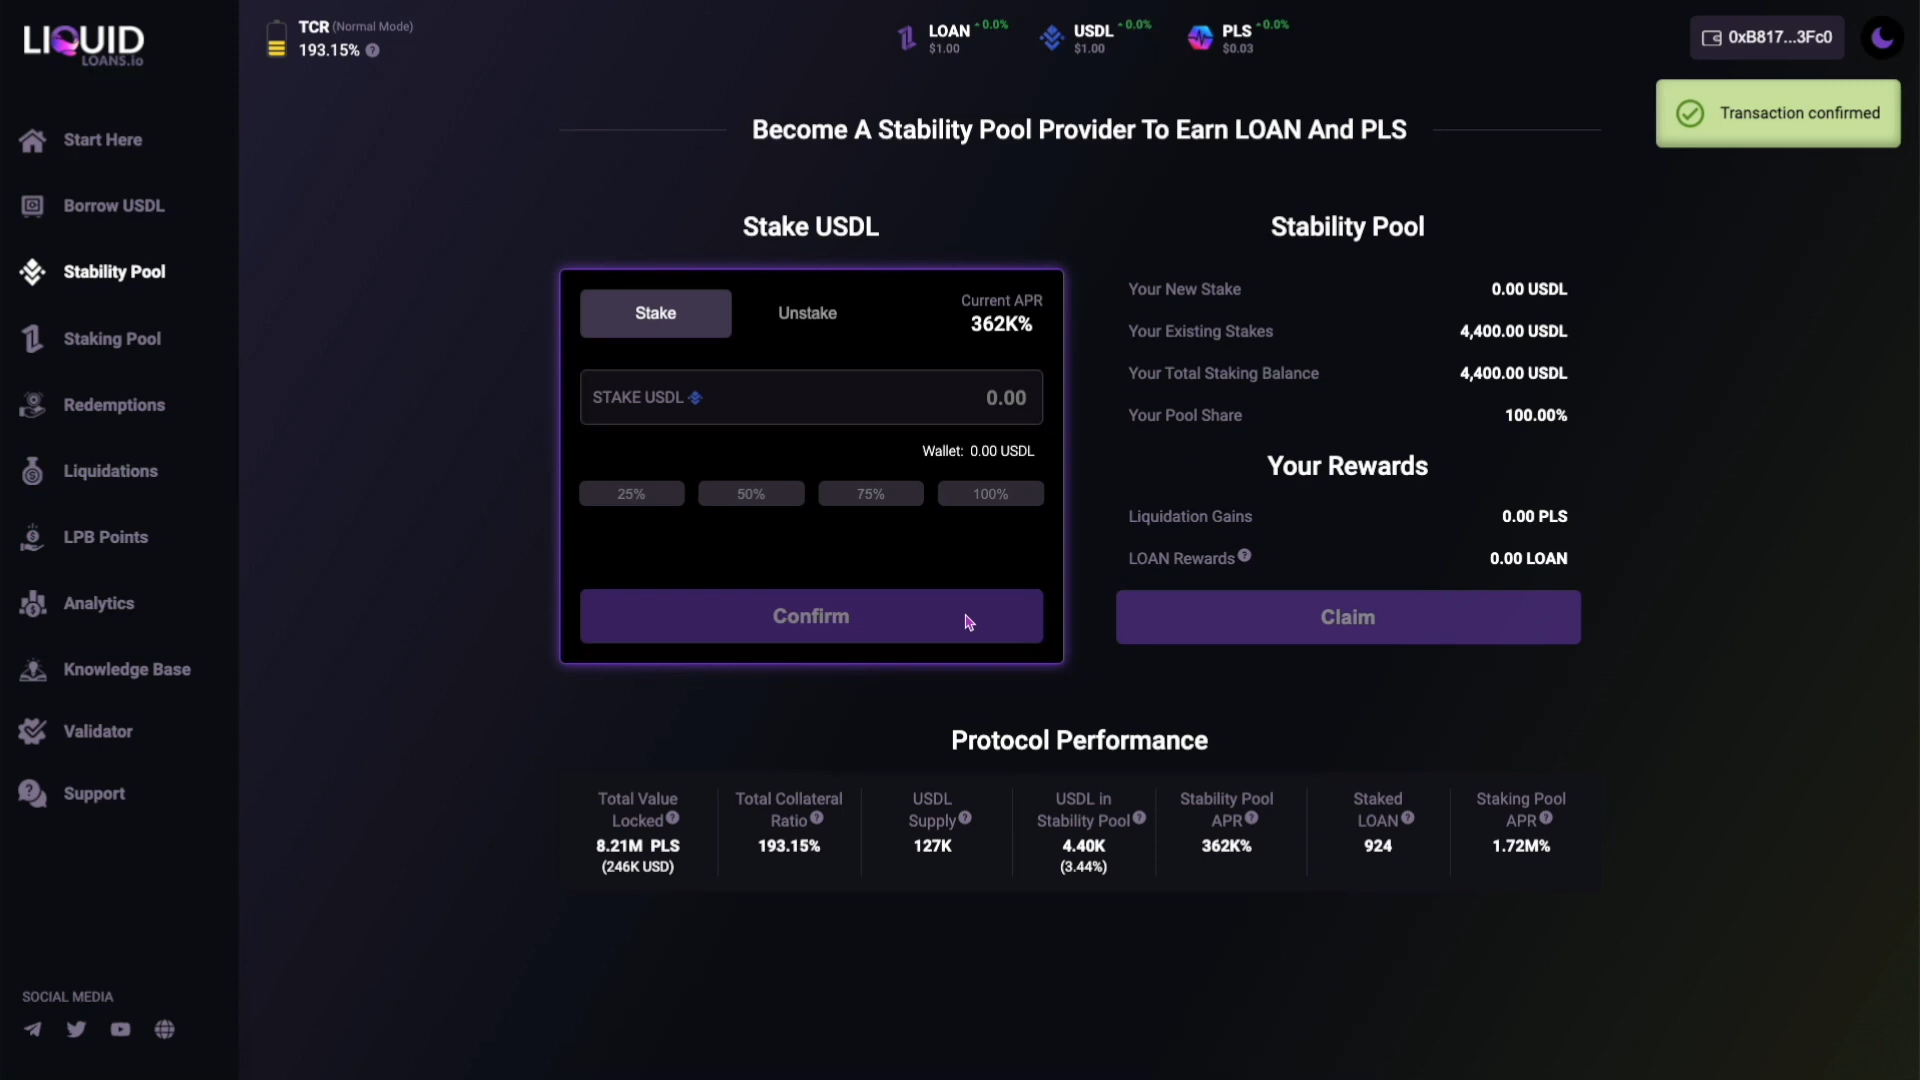 LIQUID
LOANS.io
TCR (Normal Mode)
193.15%
LOAN 0.0%
$1.00
USDL 0.0%
$1.00
PLS 0.0%
$0.03
0xB817...3Fc0
Transaction confirmed
Start Here
Borrow USDL
Stability Pool
Staking Pool
Redemptions
Liquidations
LPB Points
Analytics
Knowledge Base
Validator
Support
SOCIAL MEDIA
Become A Stability Pool Provider To Earn LOAN And PLS
Stake USDL
Stake
Unstake
Current APR
362K%
STAKE USDL
0.00
Wallet: 0.00 USDL
25%
50%
75%
100%
Confirm
Stability Pool
Your New Stake 0.00 USDL
Your Existing Stakes 4,400.00 USDL
Your Total Staking Balance 4,400.00 USDL
Your Pool Share 100.00%
Your Rewards
Liquidation Gains 0.00 PLS
LOAN Rewards 0.00 LOAN
Claim
Protocol Performance
Total Value
Locked
8.21M PLS
(246K USD)
Total Collateral
Ratio
193.15%
USDL
Supply
127K
USDL in
Stability Pool
4.40K
(3.44%)
Stability Pool
APR
362K%
Staked
LOAN
924
Staking Pool
APR
1.72M%